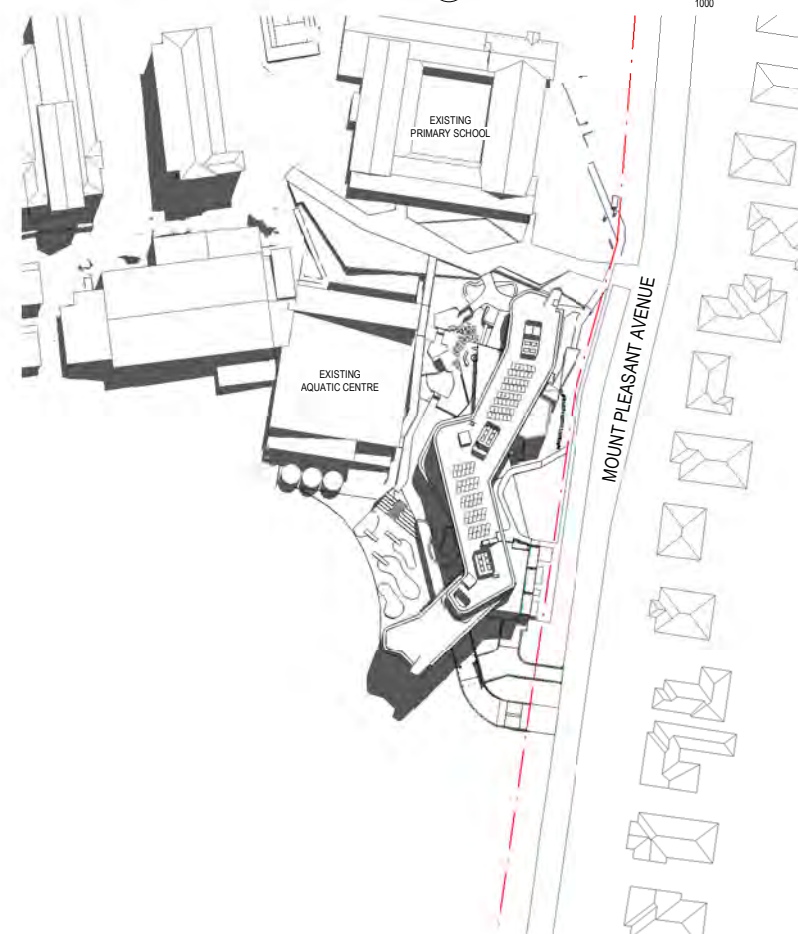 1000
EXISTING
PRIMARY SCHOOL
MOUNT PLEASANT AVENUE
EXISTING
AQUATIC CENTRE